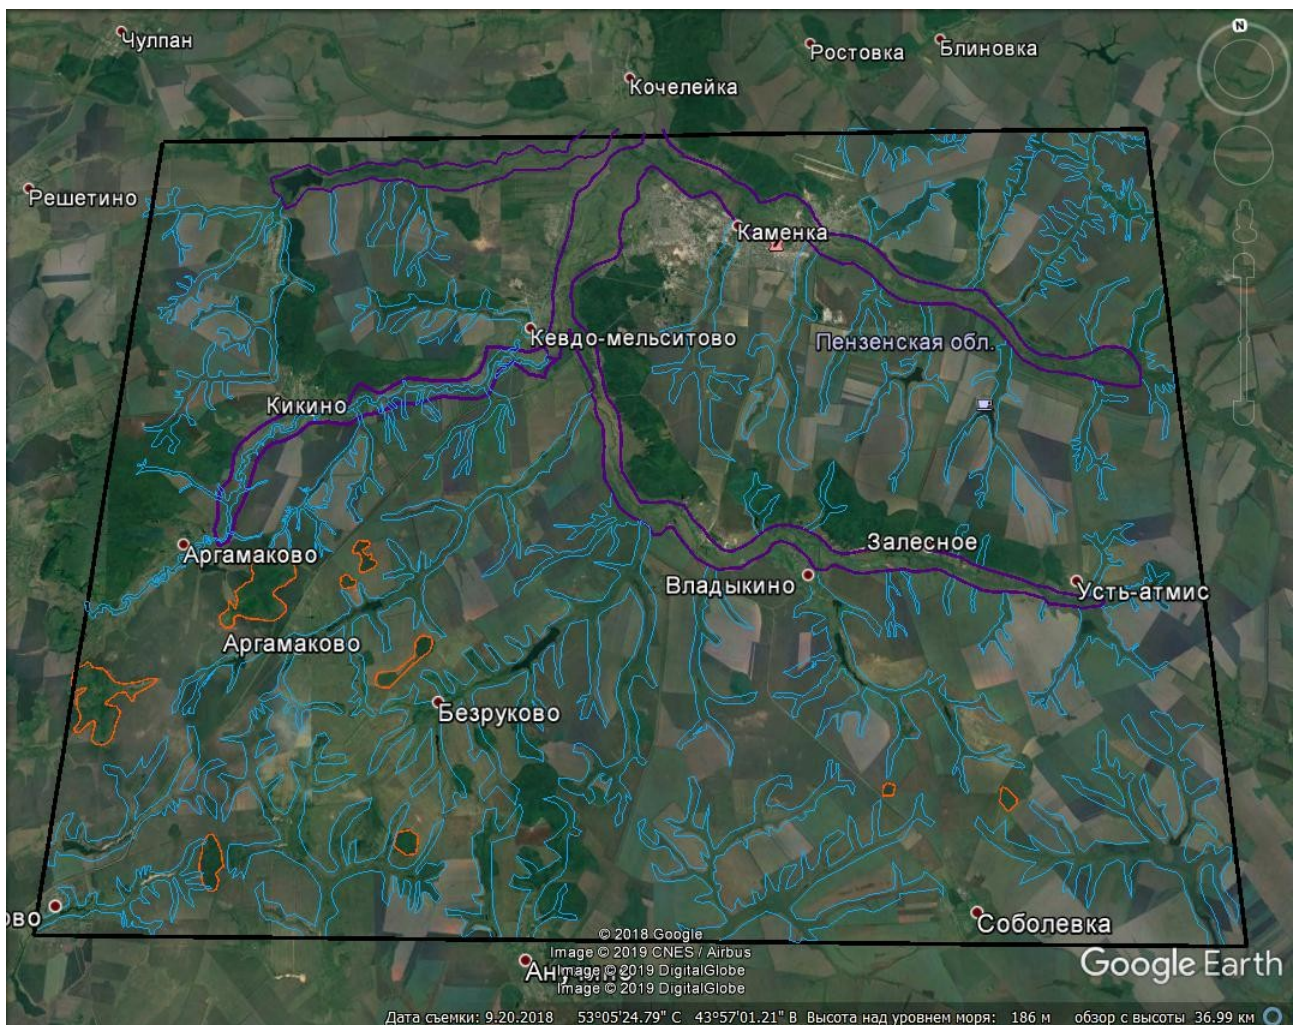 Чулпан
Ростовка
Блиновка
N
Кочелейка
Решетино
Каменка
Кевдо-мельситово
Пензенская обл.
Кикино
Залесное
Аргамаково
Владыкино
Усть-атмис
Аргамаково
Безруково
ово
Соболевка
© 2018 Google
Image © 2019 CNES / Airbus
Image © 2019 DigitalGlobe
Image © 2019 DigitalGlobe
Google Earth
Дата съемки: 9.20.2018 53°05'24.79" С 43°57'01.21" В Высота над уровнем моря: 186 м обзор с высоты 36.99 км